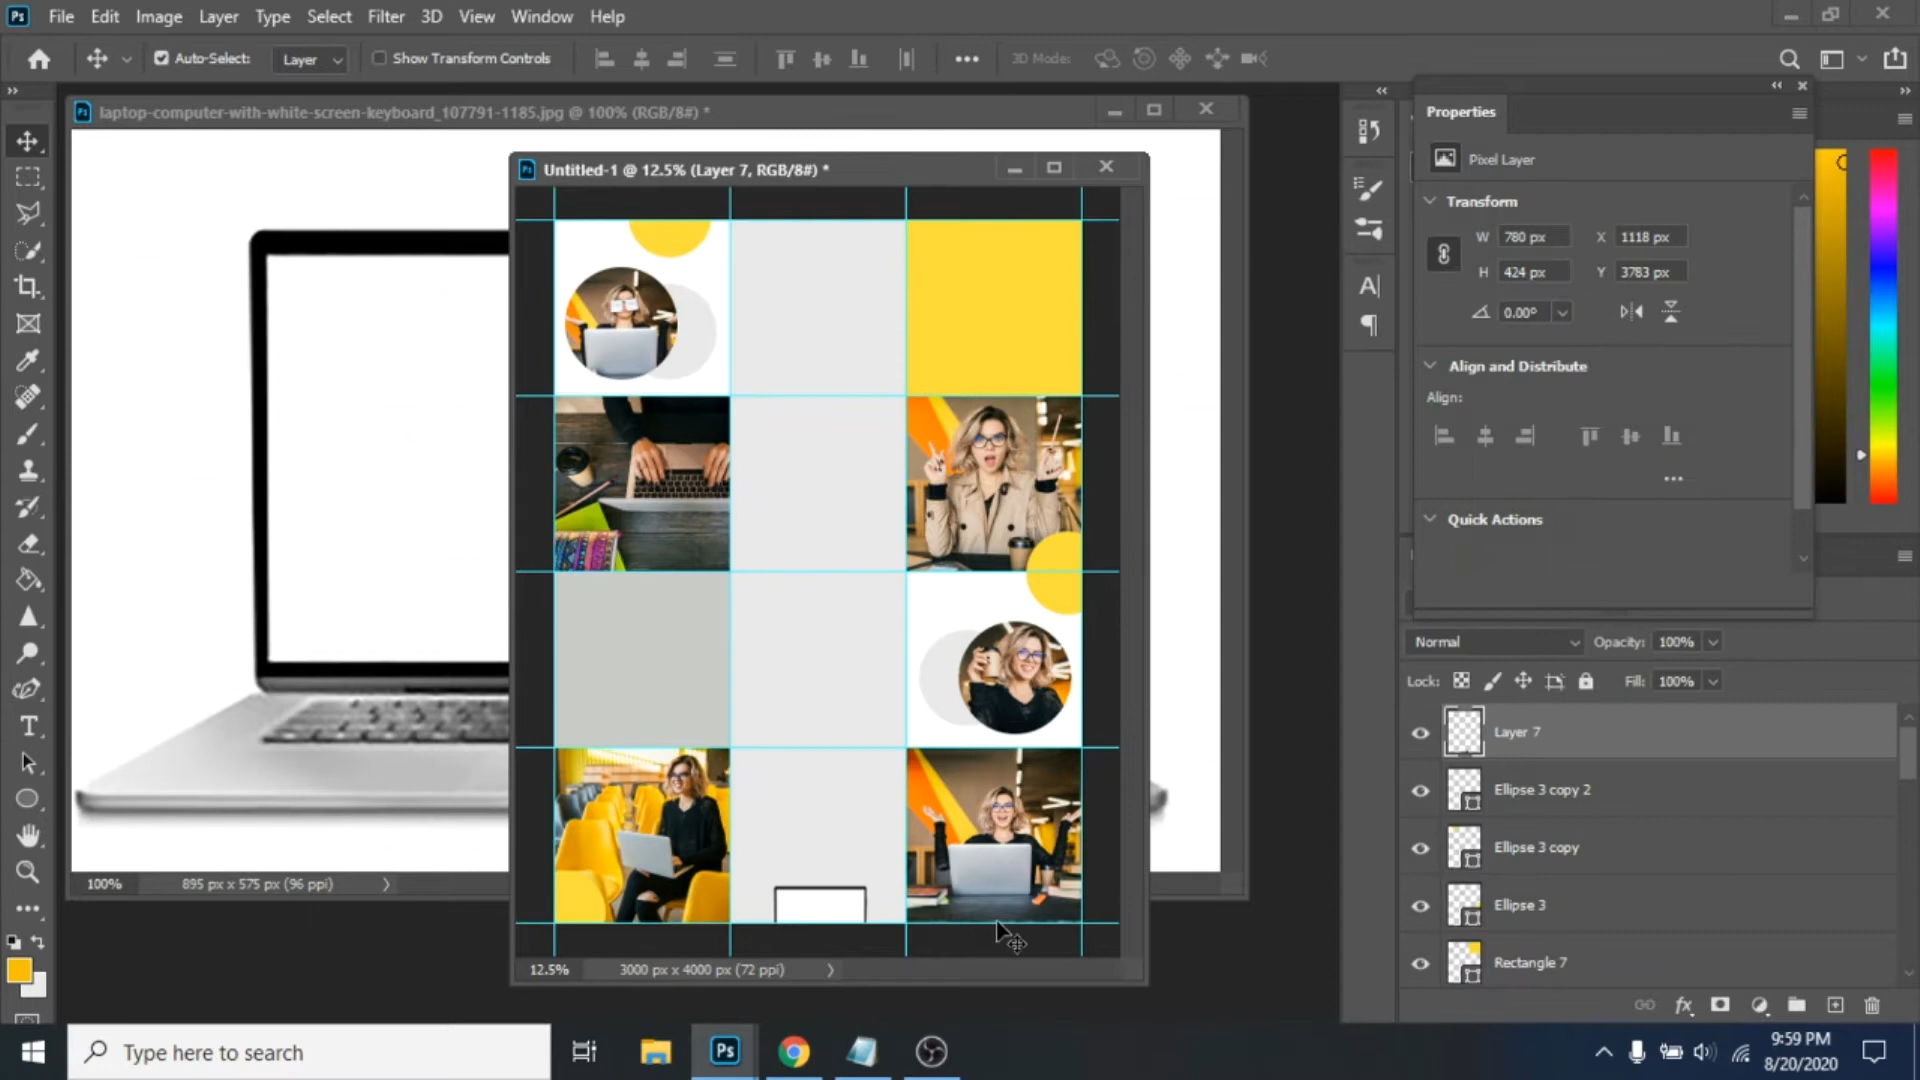 Ps File Edit Image Layer Type Select Filter 3D View Window Help
Auto-Select: Layer Show Transform Controls 3D Mode:
laptop-computer-with-white-screen-keyboard_107791-1185.jpg @ 100% (RGB/8#) *
Untitled-1 @ 12.5% (Layer 7, RGB/8#) *
Properties
Pixel Layer
Transform
W 780 px X 1118 px
H 424 px Y 3783 px
0.00°
Align and Distribute
Align:
Quick Actions
Normal Opacity: 100%
Lock: Fill: 100%
Layer 7
Ellipse 3 copy 2
Ellipse 3 copy
Ellipse 3
Rectangle 7
100% 895 px x 575 px (96 ppi)
12.5% 3000 px x 4000 px (72 ppi)
Type here to search
Ps
9:59 PM
8/20/2020